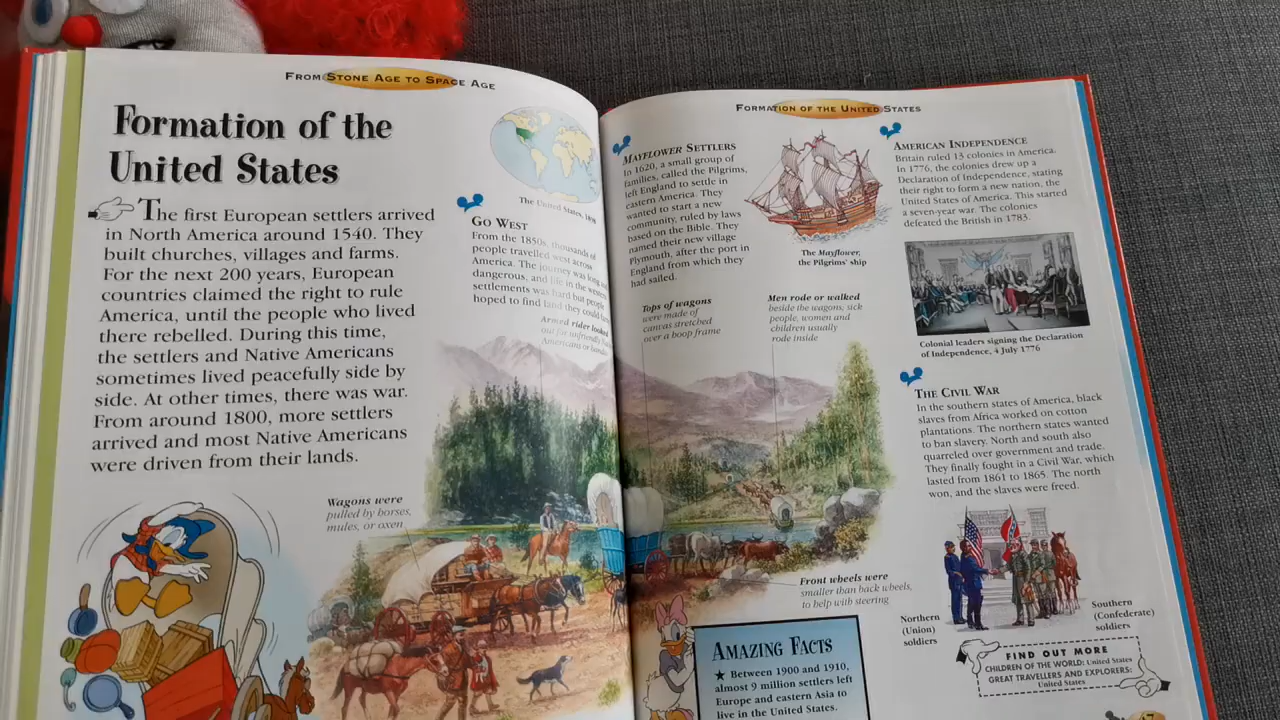 FROM STONE AGE TO SPACE AGE
Formation of the
United States
The first European settlers arrived
in North America around 1540. They
built churches, villages and farms.
For the next 200 years, European
countries claimed the right to rule
America, until the people who lived
there rebelled. During this time,
the settlers and Native Americans
sometimes lived peacefully side by
side. At other times, there was war.
From around 1800, more settlers
arrived and most Native Americans
were driven from their lands.
The United States, 1898
GO WEST
From the 1850s, thousands of
people travelled west across
America. The journey was long and
dangerous, and life in the western
settlements was hard but people
hoped to find land they could
Armed rider looked
out for unfriendly
Americans or
Wagons were
pulled by horses,
mules, or oxen
FORMATION OF THE UNITED STATES
MAYFLOWER SETTLERS
In 1620, a small group of
families, called the Pilgrims,
left England to settle in
eastern America. They
wanted to start a new
community, ruled by laws
based on the Bible. They
named their new village
Plymouth, after the port in
England from which they
had sailed.
The Mayflower,
the Pilgrims' ship
Tops of wagons
were made of
canvas stretched
over a hoop frame
Men rode or walked
beside the wagons; sick
people, women and
children usually
rode inside
Front wheels were
smaller than back wheels,
to help with steering
AMAZING FACTS
★ Between 1900 and 1910,
almost 9 million settlers left
Europe and eastern Asia to
live in the United States.
AMERICAN INDEPENDENCE
Britain ruled 13 colonies in America.
In 1776, the colonies drew up a
Declaration of Independence, stating
their right to form a new nation, the
United States of America. This started
a seven-year war. The colonies
defeated the British in 1783.
Colonial leaders signing the Declaration
of Independence, 4 July 1776
THE CIVIL WAR
In the southern states of America, black
slaves from Africa worked on cotton
plantations. The northern states wanted
to ban slavery. North and south also
quarreled over government and trade.
They finally fought in a Civil War, which
lasted from 1861 to 1865. The north
won, and the slaves were freed.
Northern
(Union)
soldiers
Southern
(Confederate)
soldiers
FIND OUT MORE
CHILDREN OF THE WORLD: United States
GREAT TRAVELLERS AND EXPLORERS:
United States